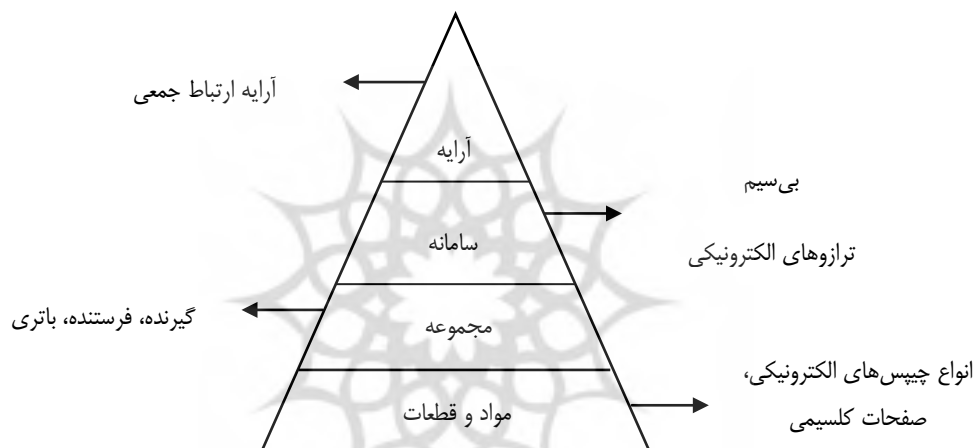 آرایه ارتباط جمعی
آرایه
بی‌سیم
سامانه
ترازوهای الکترونیکی
گیرنده، فرستنده، باتری
مجموعه
انواع چیپس‌های الکترونیکی،
صفحات کلسیمی
مواد و قطعات